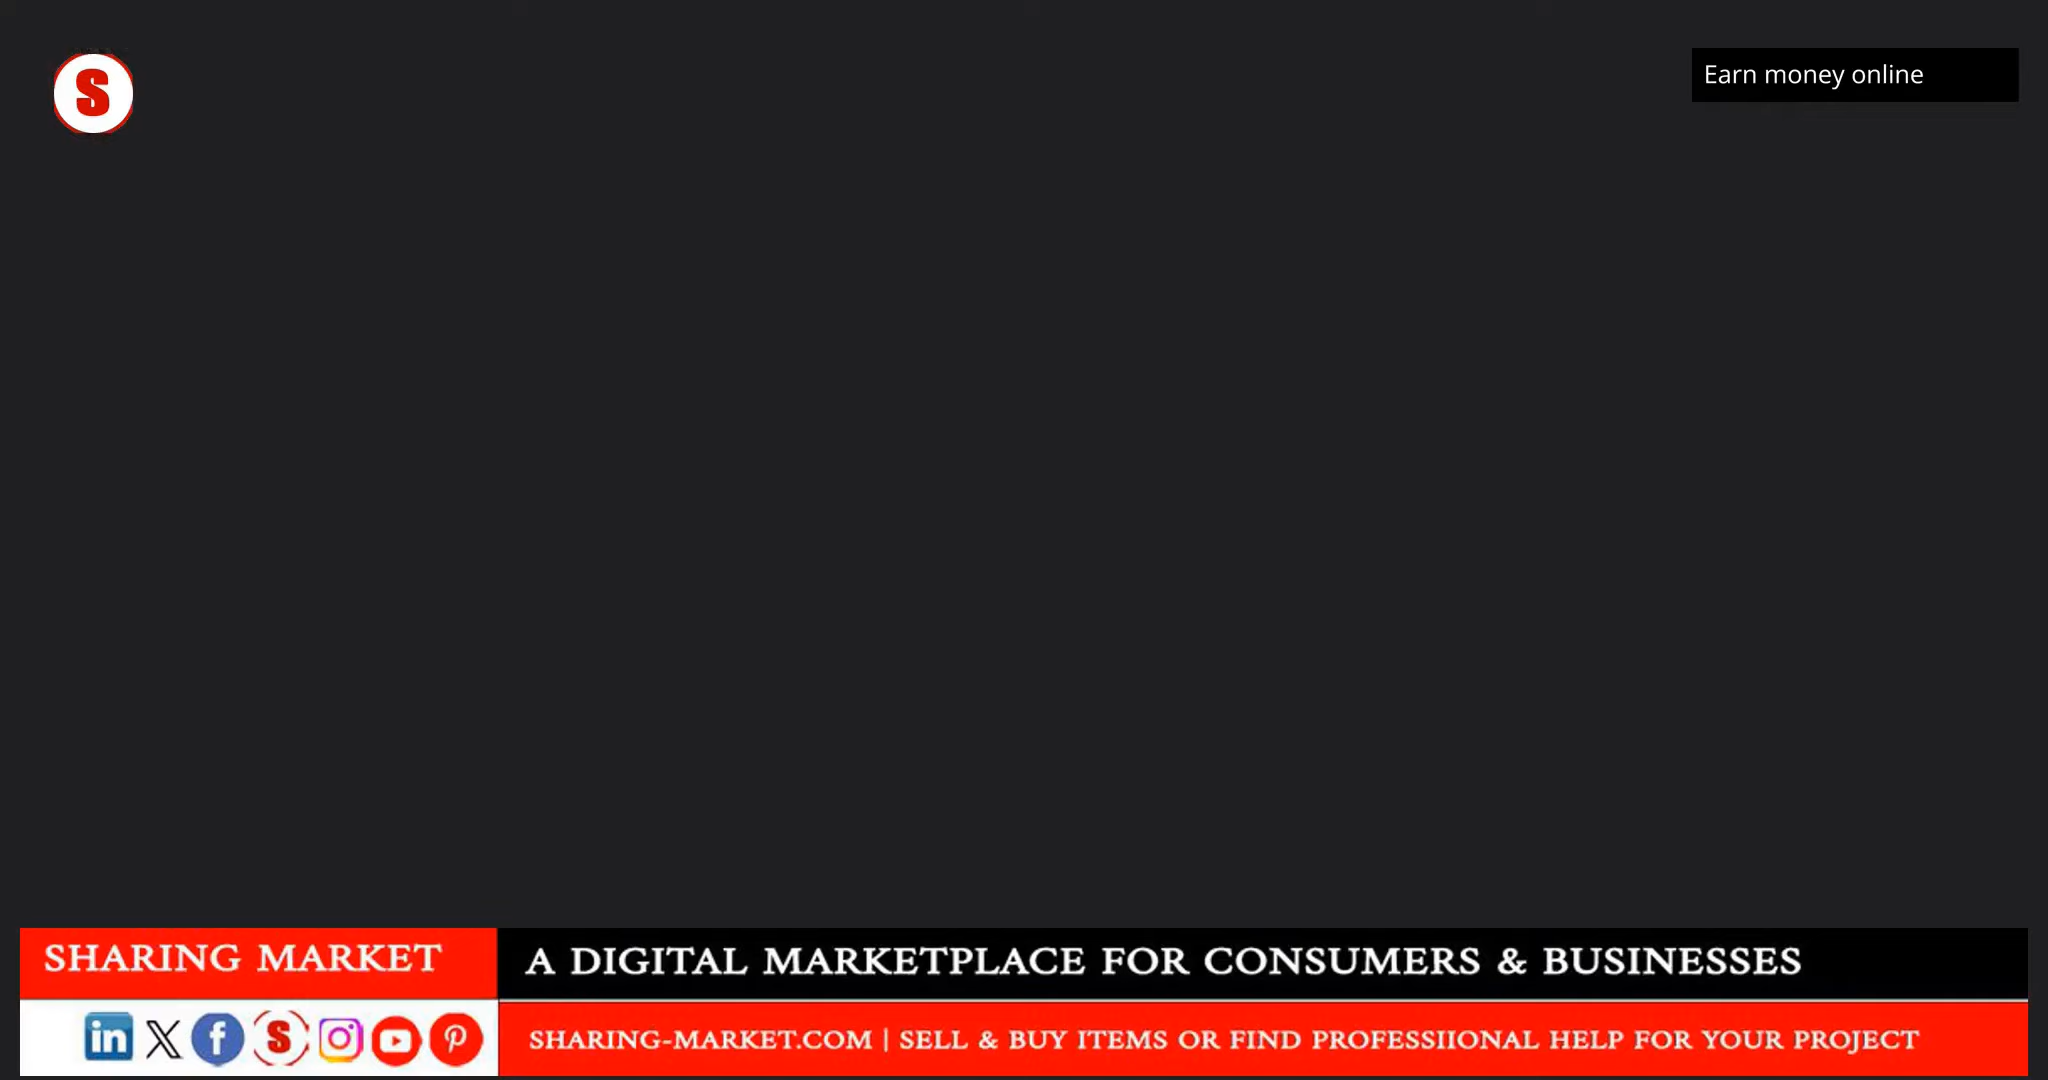 S
Earn money online
SHARING MARKET
A DIGITAL MARKETPLACE FOR CONSUMERS & BUSINESSES
in X f S
SHARING-MARKET.COM | SELL & BUY ITEMS OR FIND PROFESSIIONAL HELP FOR YOUR PROJECT